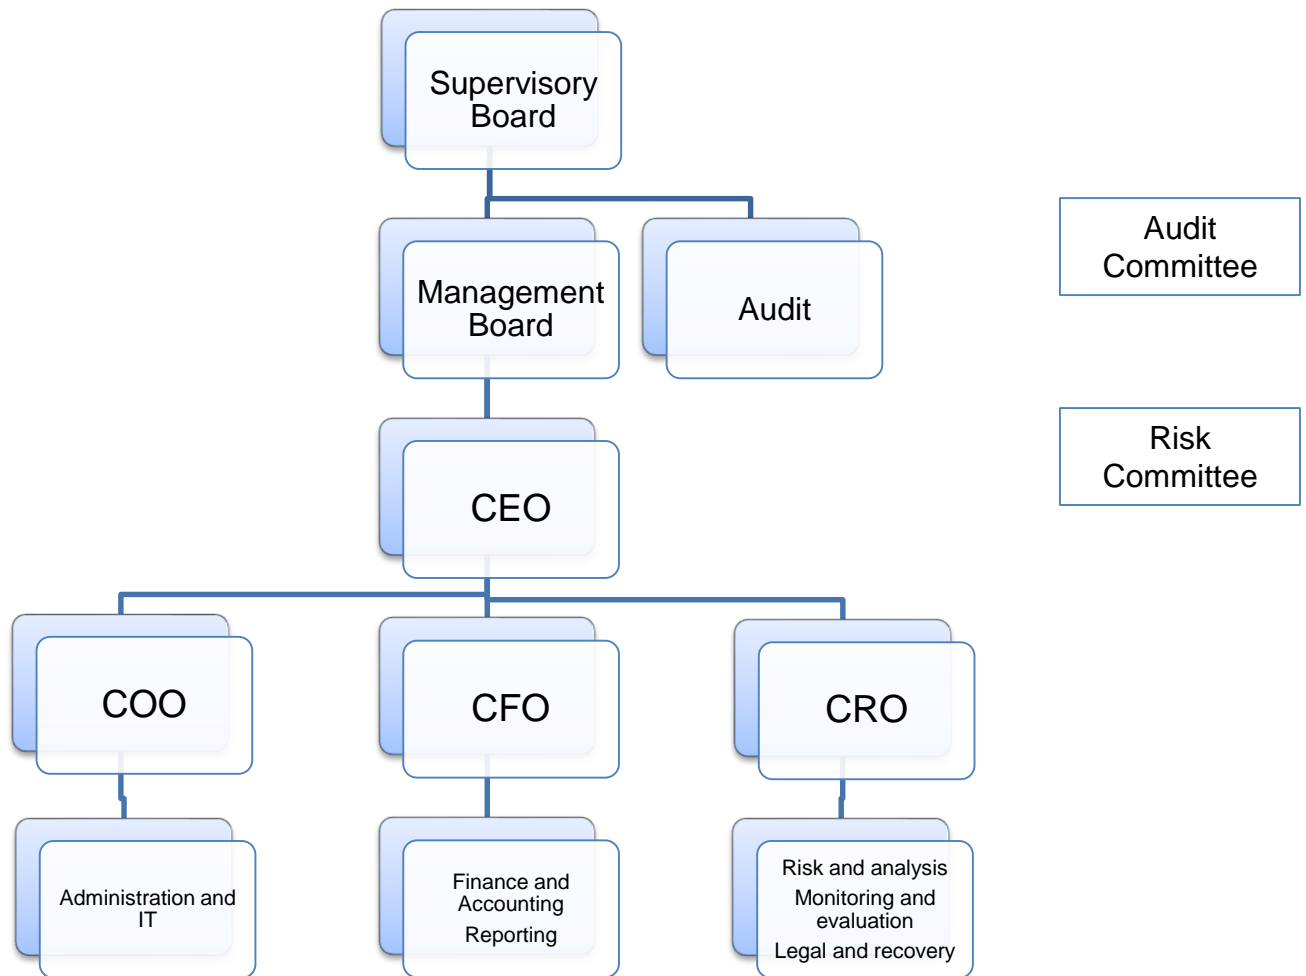 Supervisory
Board
Management
Board
Audit
Audit
Committee
CEO
Risk
Committee
COO
CFO
CRO
Administration and
IT
Finance and
Accounting
Reporting
Risk and analysis
Monitoring and
evaluation
Legal and recovery